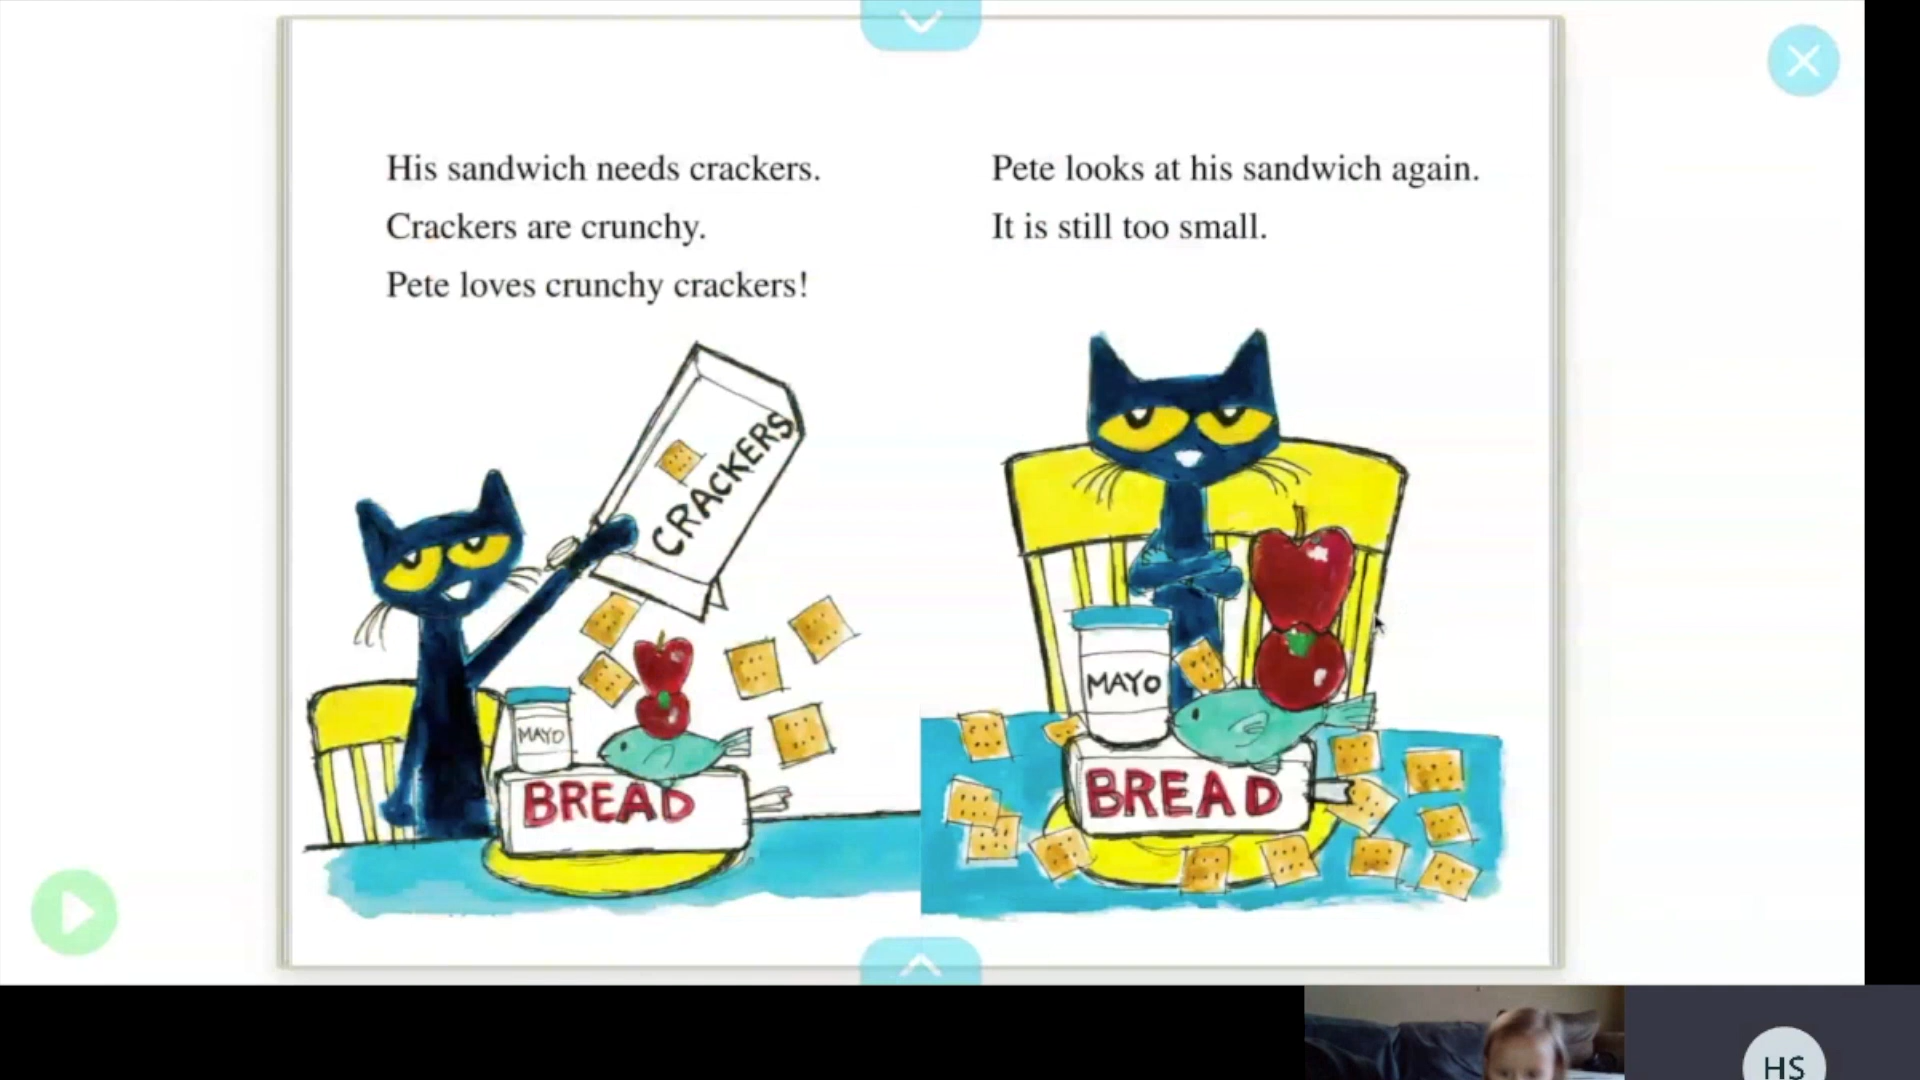 His sandwich needs crackers.
Crackers are crunchy.
Pete loves crunchy crackers!
CRACKERS
MAYO
BREAD
Pete looks at his sandwich again.
It is still too small.
MAYO
BREAD
HS